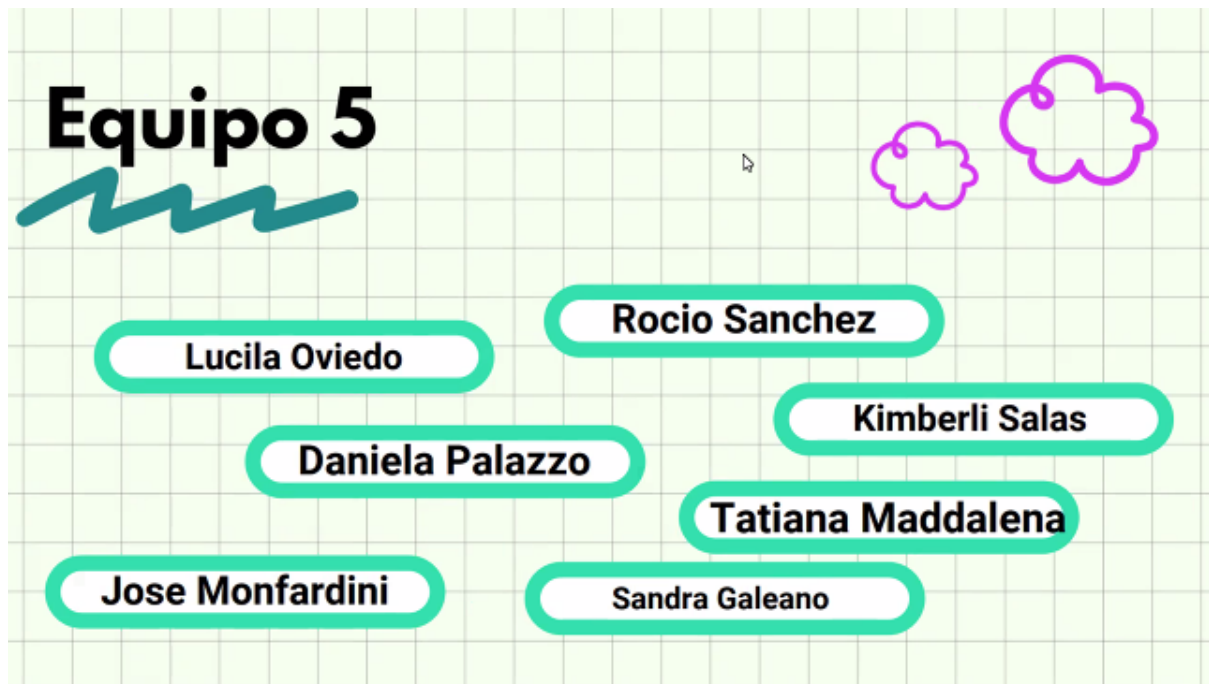 Equipo 5
Rocio Sanchez
Lucila Oviedo
Kimberli Salas
Daniela Palazzo
Tatiana Maddalena
Jose Monfardini
Sandra Galeano